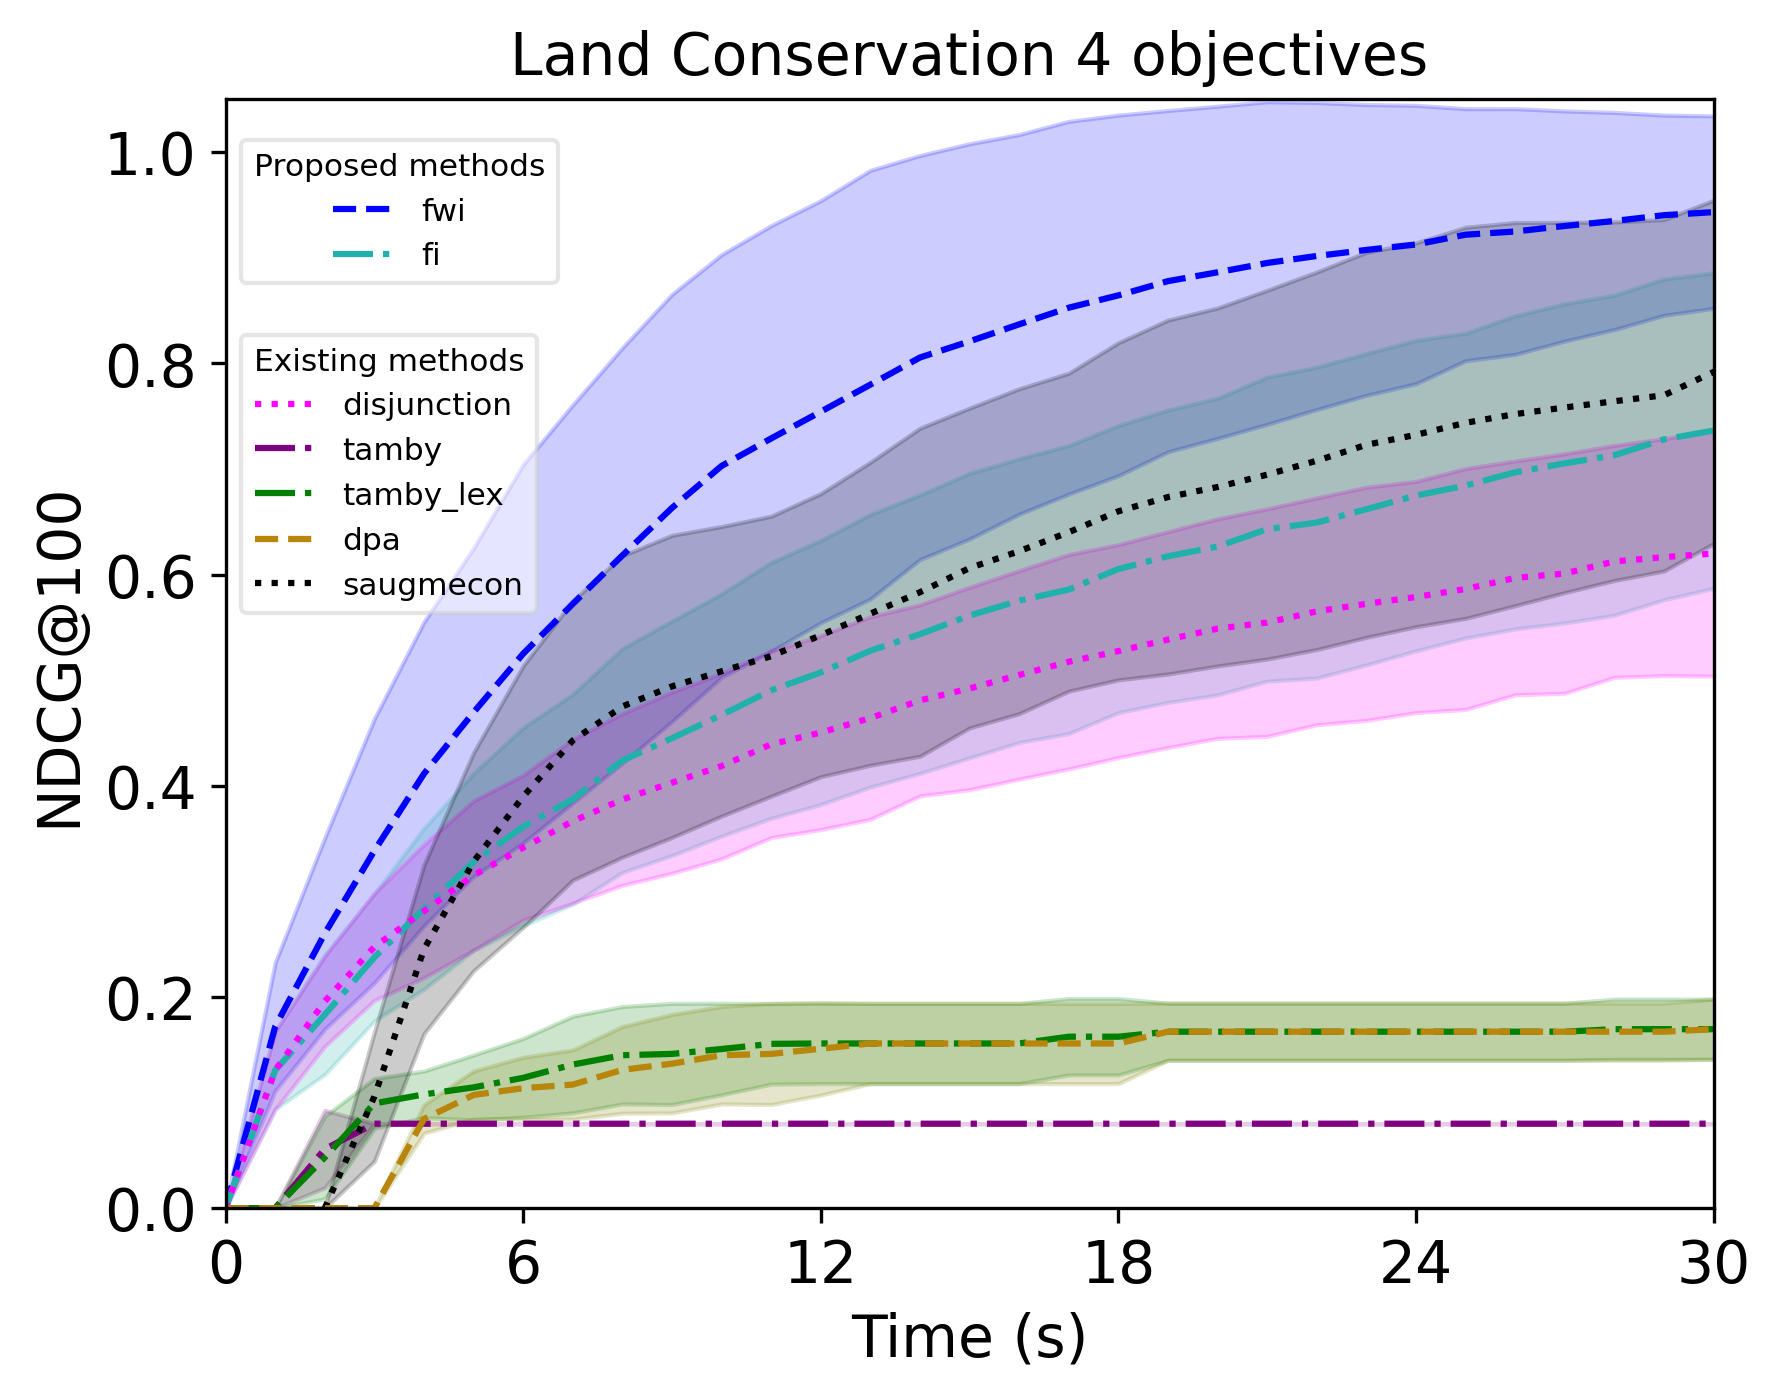 Land Conservation 4 objectives
NDCG@100
1.0
0.8
0.6
0.4
0.2
0.0
Proposed methods
fwi
fi
Existing methods
disjunction
tamby
tamby_lex
dpa
saugmecon
0 6 12 18 24 30
Time (s)